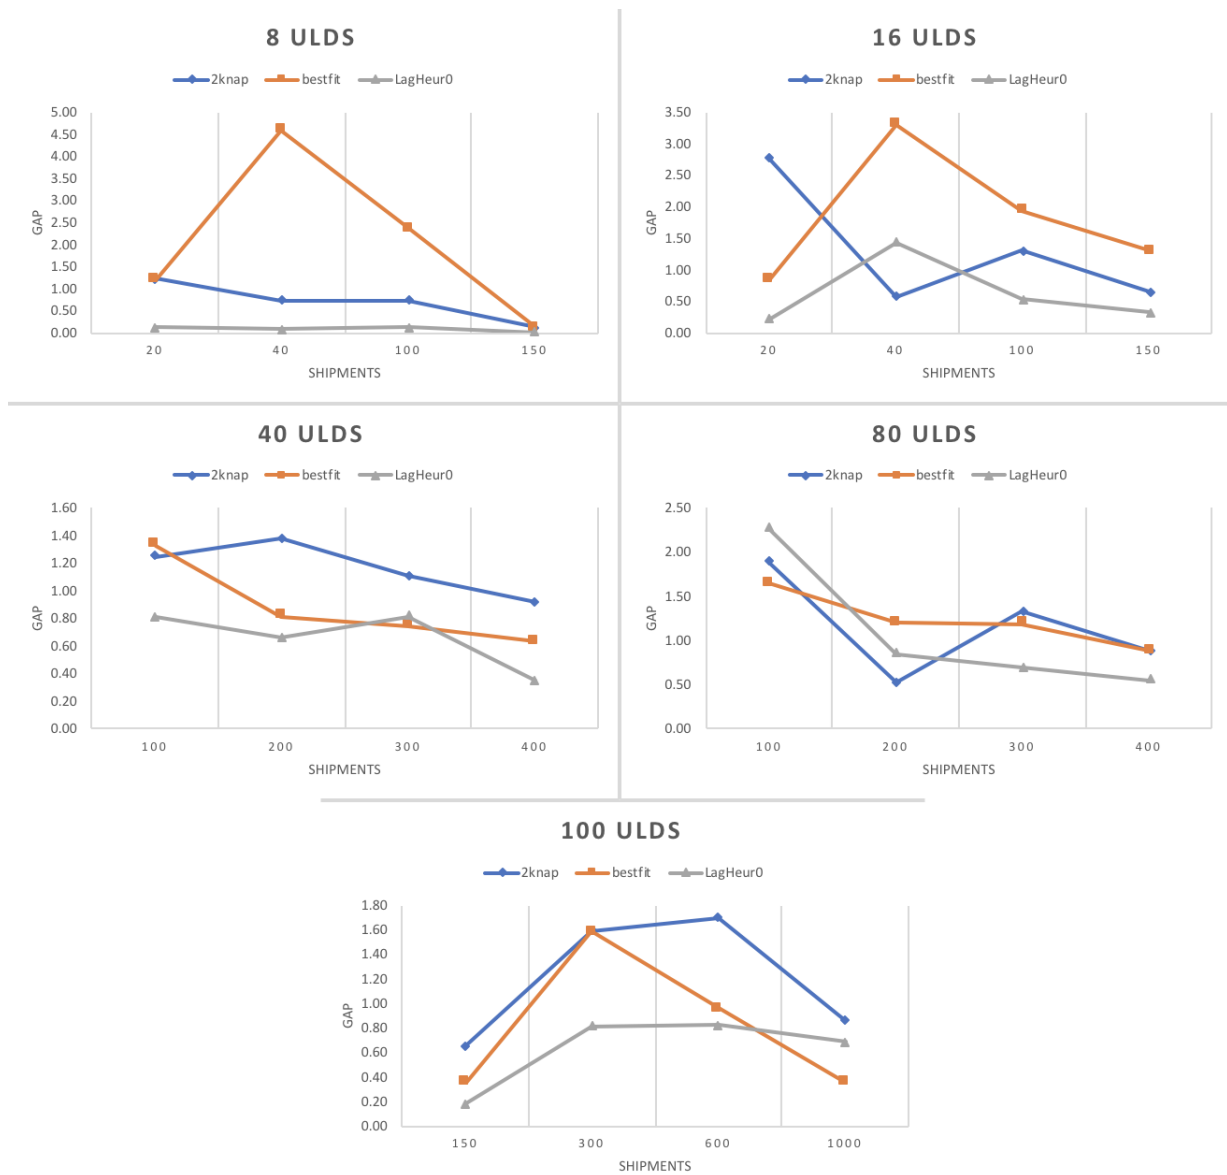 8 ULDS
2knap bestfit LagHeur0
5.00
4.50
4.00
3.50
3.00
2.50
2.00
1.50
1.00
0.50
0.00
GAP
20 40 100 150
SHIPMENTS
16 ULDS
2knap bestfit LagHeur0
3.50
3.00
2.50
2.00
1.50
1.00
0.50
0.00
GAP
20 40 100 150
SHIPMENTS
40 ULDS
2knap bestfit LagHeur0
1.60
1.40
1.20
1.00
0.80
0.60
0.40
0.20
0.00
GAP
100 200 300 400
SHIPMENTS
80 ULDS
2knap bestfit LagHeur0
2.50
2.00
1.50
1.00
0.50
0.00
GAP
100 200 300 400
SHIPMENTS
100 ULDS
2knap bestfit LagHeur0
1.80
1.60
1.40
1.20
1.00
0.80
0.60
0.40
0.20
0.00
GAP
150 300 600 1000
SHIPMENTS